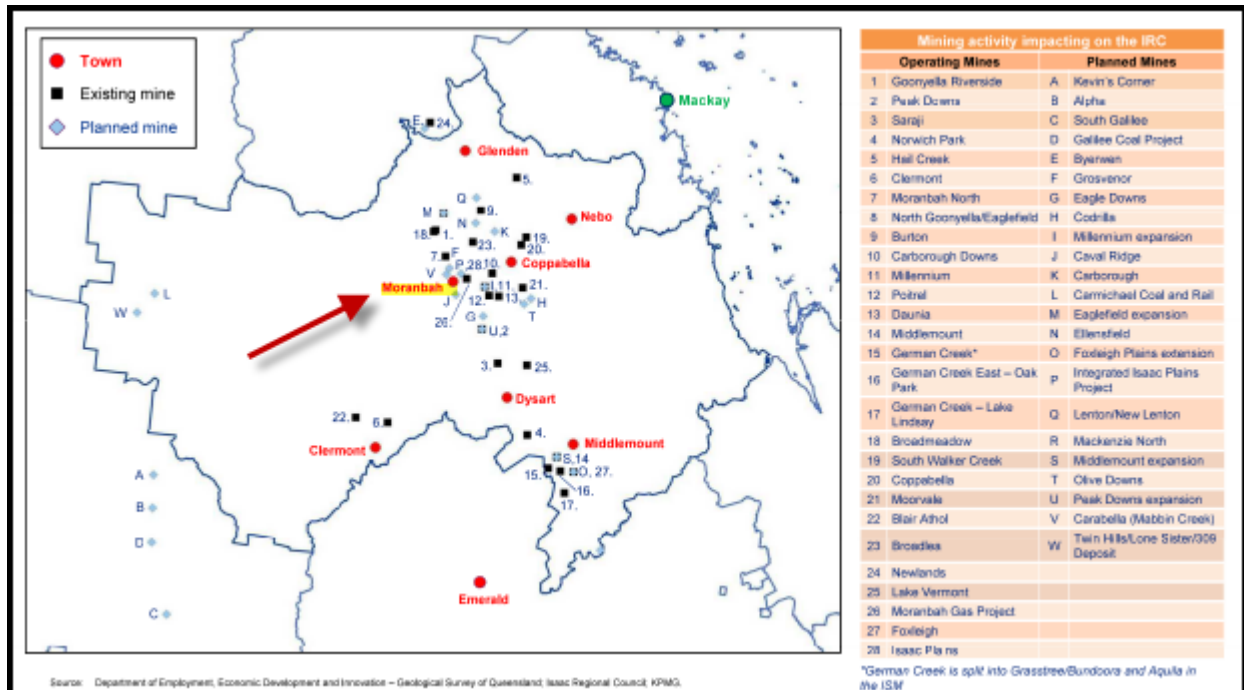 Town
Existing mine
Planned mine
Mackay
E 24.
Glenden
5.
Q
9.
M
Nebo
N
K
18. 1.
19.
23.
20.
7. F
Coppabella
V P 28 10.
Moranbah
I,11. 21.
L
J 12. 13 H
W
26. G T
U,2
3. 25.
Dysart
22. 6.
4.
Clermont
Middlemount
S,14
A
15. O, 27.
16.
B
17.
D
Emerald
D
C
Source: Department of Employment, Economic Development and Innovation – Geological Survey of Queensland; Isaac Regional Council; KPMG.
Mining activity impacting on the IRC
Operating Mines Planned Mines
1 Goonyella Riverside A Kevin's Corner
2 Peak Downs B Alpha
3 Saraji C South Galilee
4 Norwich Park D Galilee Coal Project
5 Hail Creek E Byerwen
6 Clermont F Grosvenor
7 Moranbah North G Eagle Downs
8 North Goonyella/Eaglefield H Codrilla
9 Burton I Millennium expansion
10 Carborough Downs J Caval Ridge
11 Millennium K Carborough
12 Poitrel L Carmichael Coal and Rail
13 Daunia M Eaglefield expansion
14 Middlemount N Ellensfield
15 German Creek* O Foxleigh Plains extension
16 German Creek East – Oak Park P Integrated Isaac Plains Project
17 German Creek – Lake Lindsay Q Lenton/New Lenton
18 Broadmeadow R Mackenzie North
19 South Walker Creek S Middlemount expansion
20 Coppabella T Olive Downs
21 Moorvale U Peak Downs expansion
22 Blair Athol V Carabella (Mabbin Creek)
23 Broadlea W Twin Hills/Lone Sister/309 Deposit
24 Newlands
25 Lake Vermont
26 Moranbah Gas Project
27 Foxleigh
28 Isaac Plains
*German Creek is split into Grasstree/Bundoora and Aquila in
the ISM